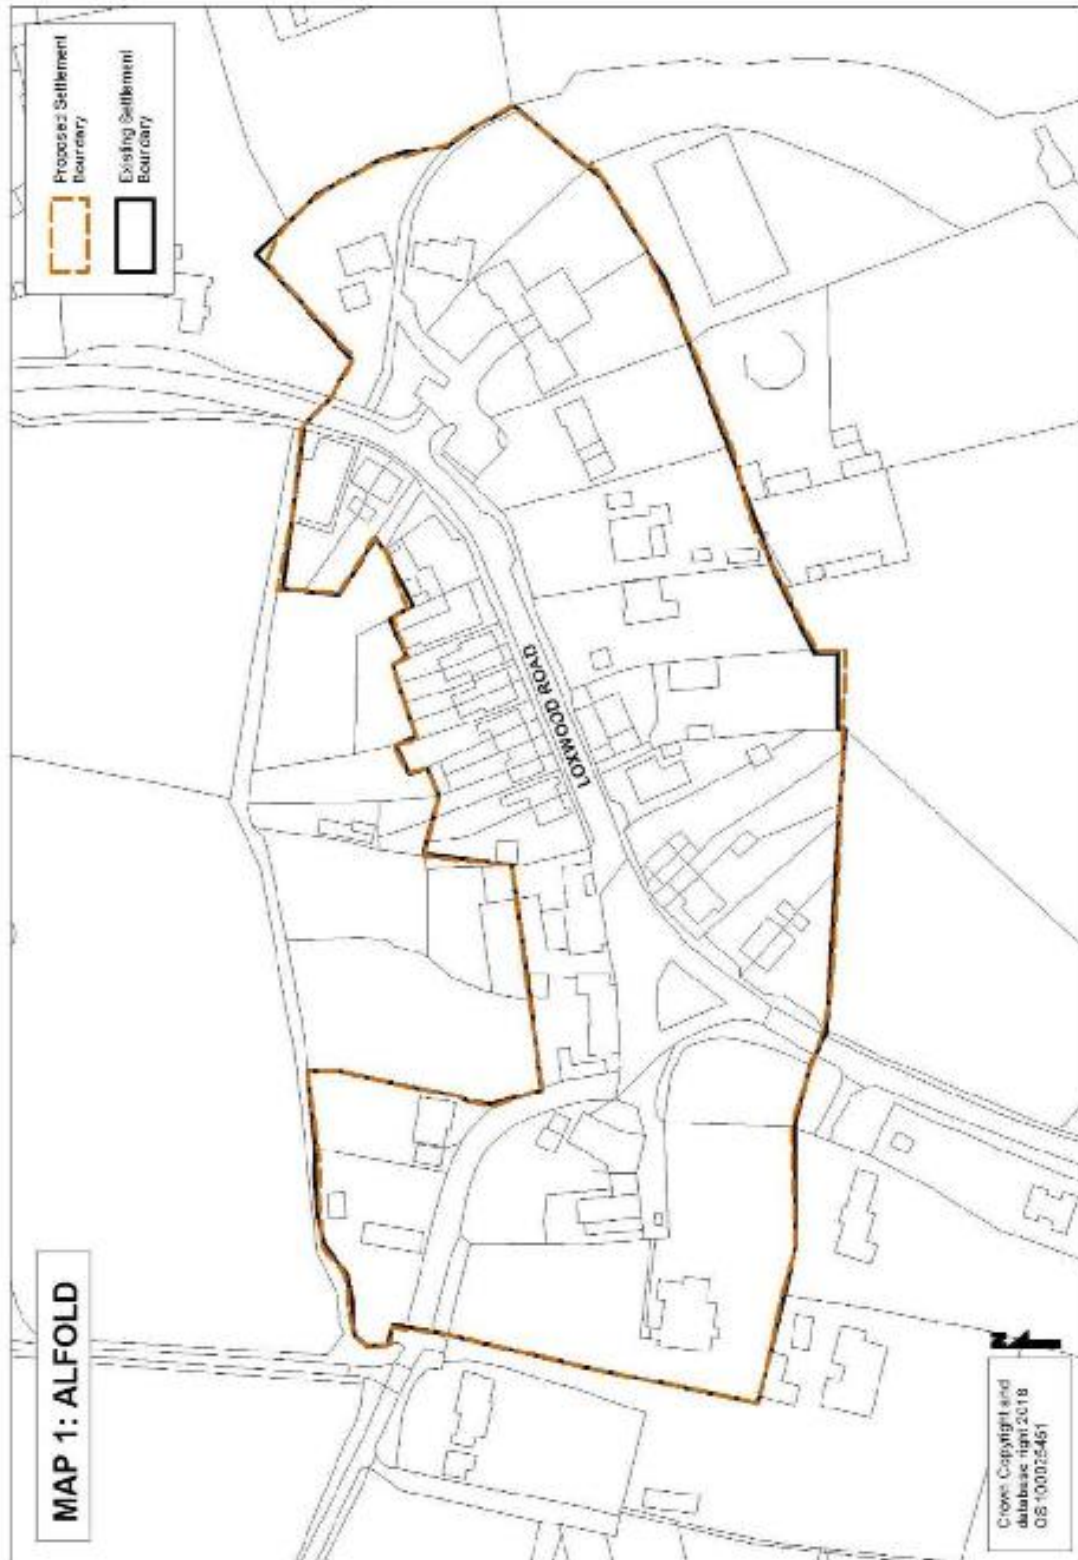 MAP 1: ALFOLD
Proposed Settlement
Boundary
Existing Settlement
Boundary
LOXWOOD ROAD
Crown Copyright and
database right 2018
OS 100025451
N